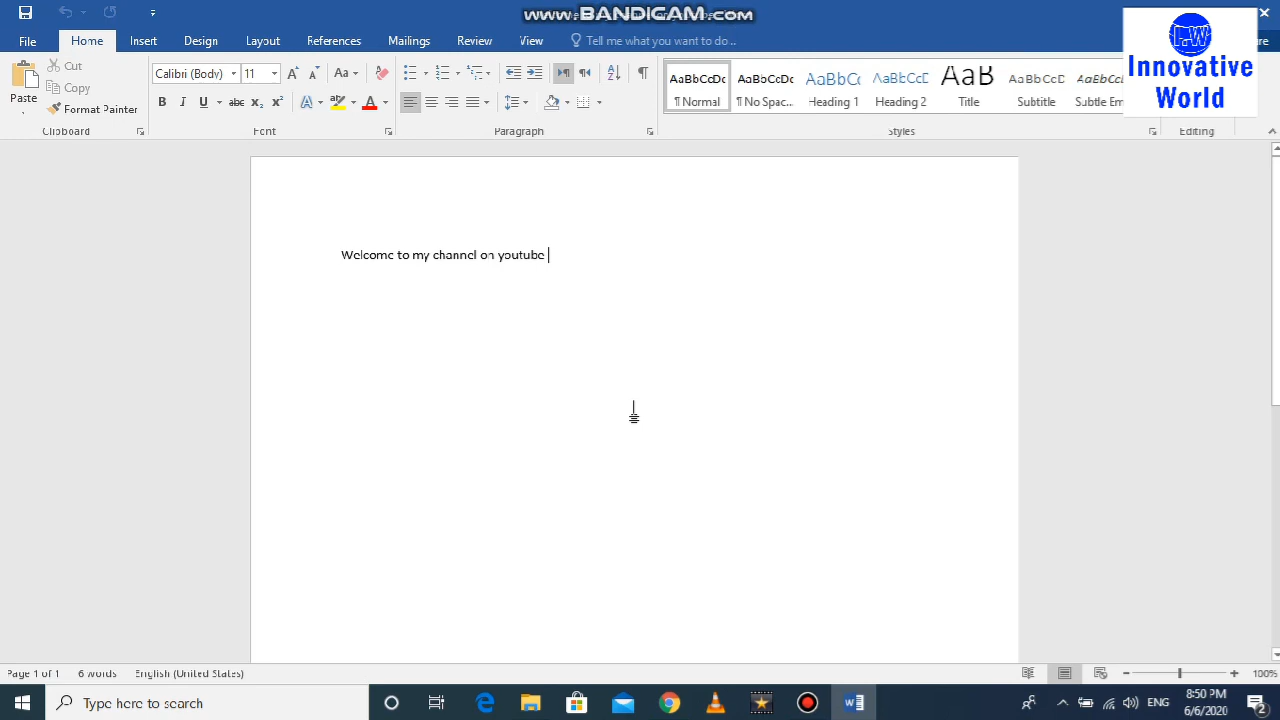 www.BANDICAM.com
File Home Insert Design Layout References Mailings Review View Tell me what you want to do...
I-W
Innovative
World
Paste
Cut
Copy
Format Painter
Clipboard
Calibri (Body) 11
Font
Paragraph
AaBbCcDc AaBbCcDc AaBbCc AaBbCcD AaB AaBbCcD AaBbCcD
¶ Normal ¶ No Spac... Heading 1 Heading 2 Title Subtitle Subtle Em
Styles
Editing
Welcome to my channel on youtube
Page 1 of 1 6 words English (United States) 100%
Type here to search
ENG
8:50 PM
6/6/2020
2